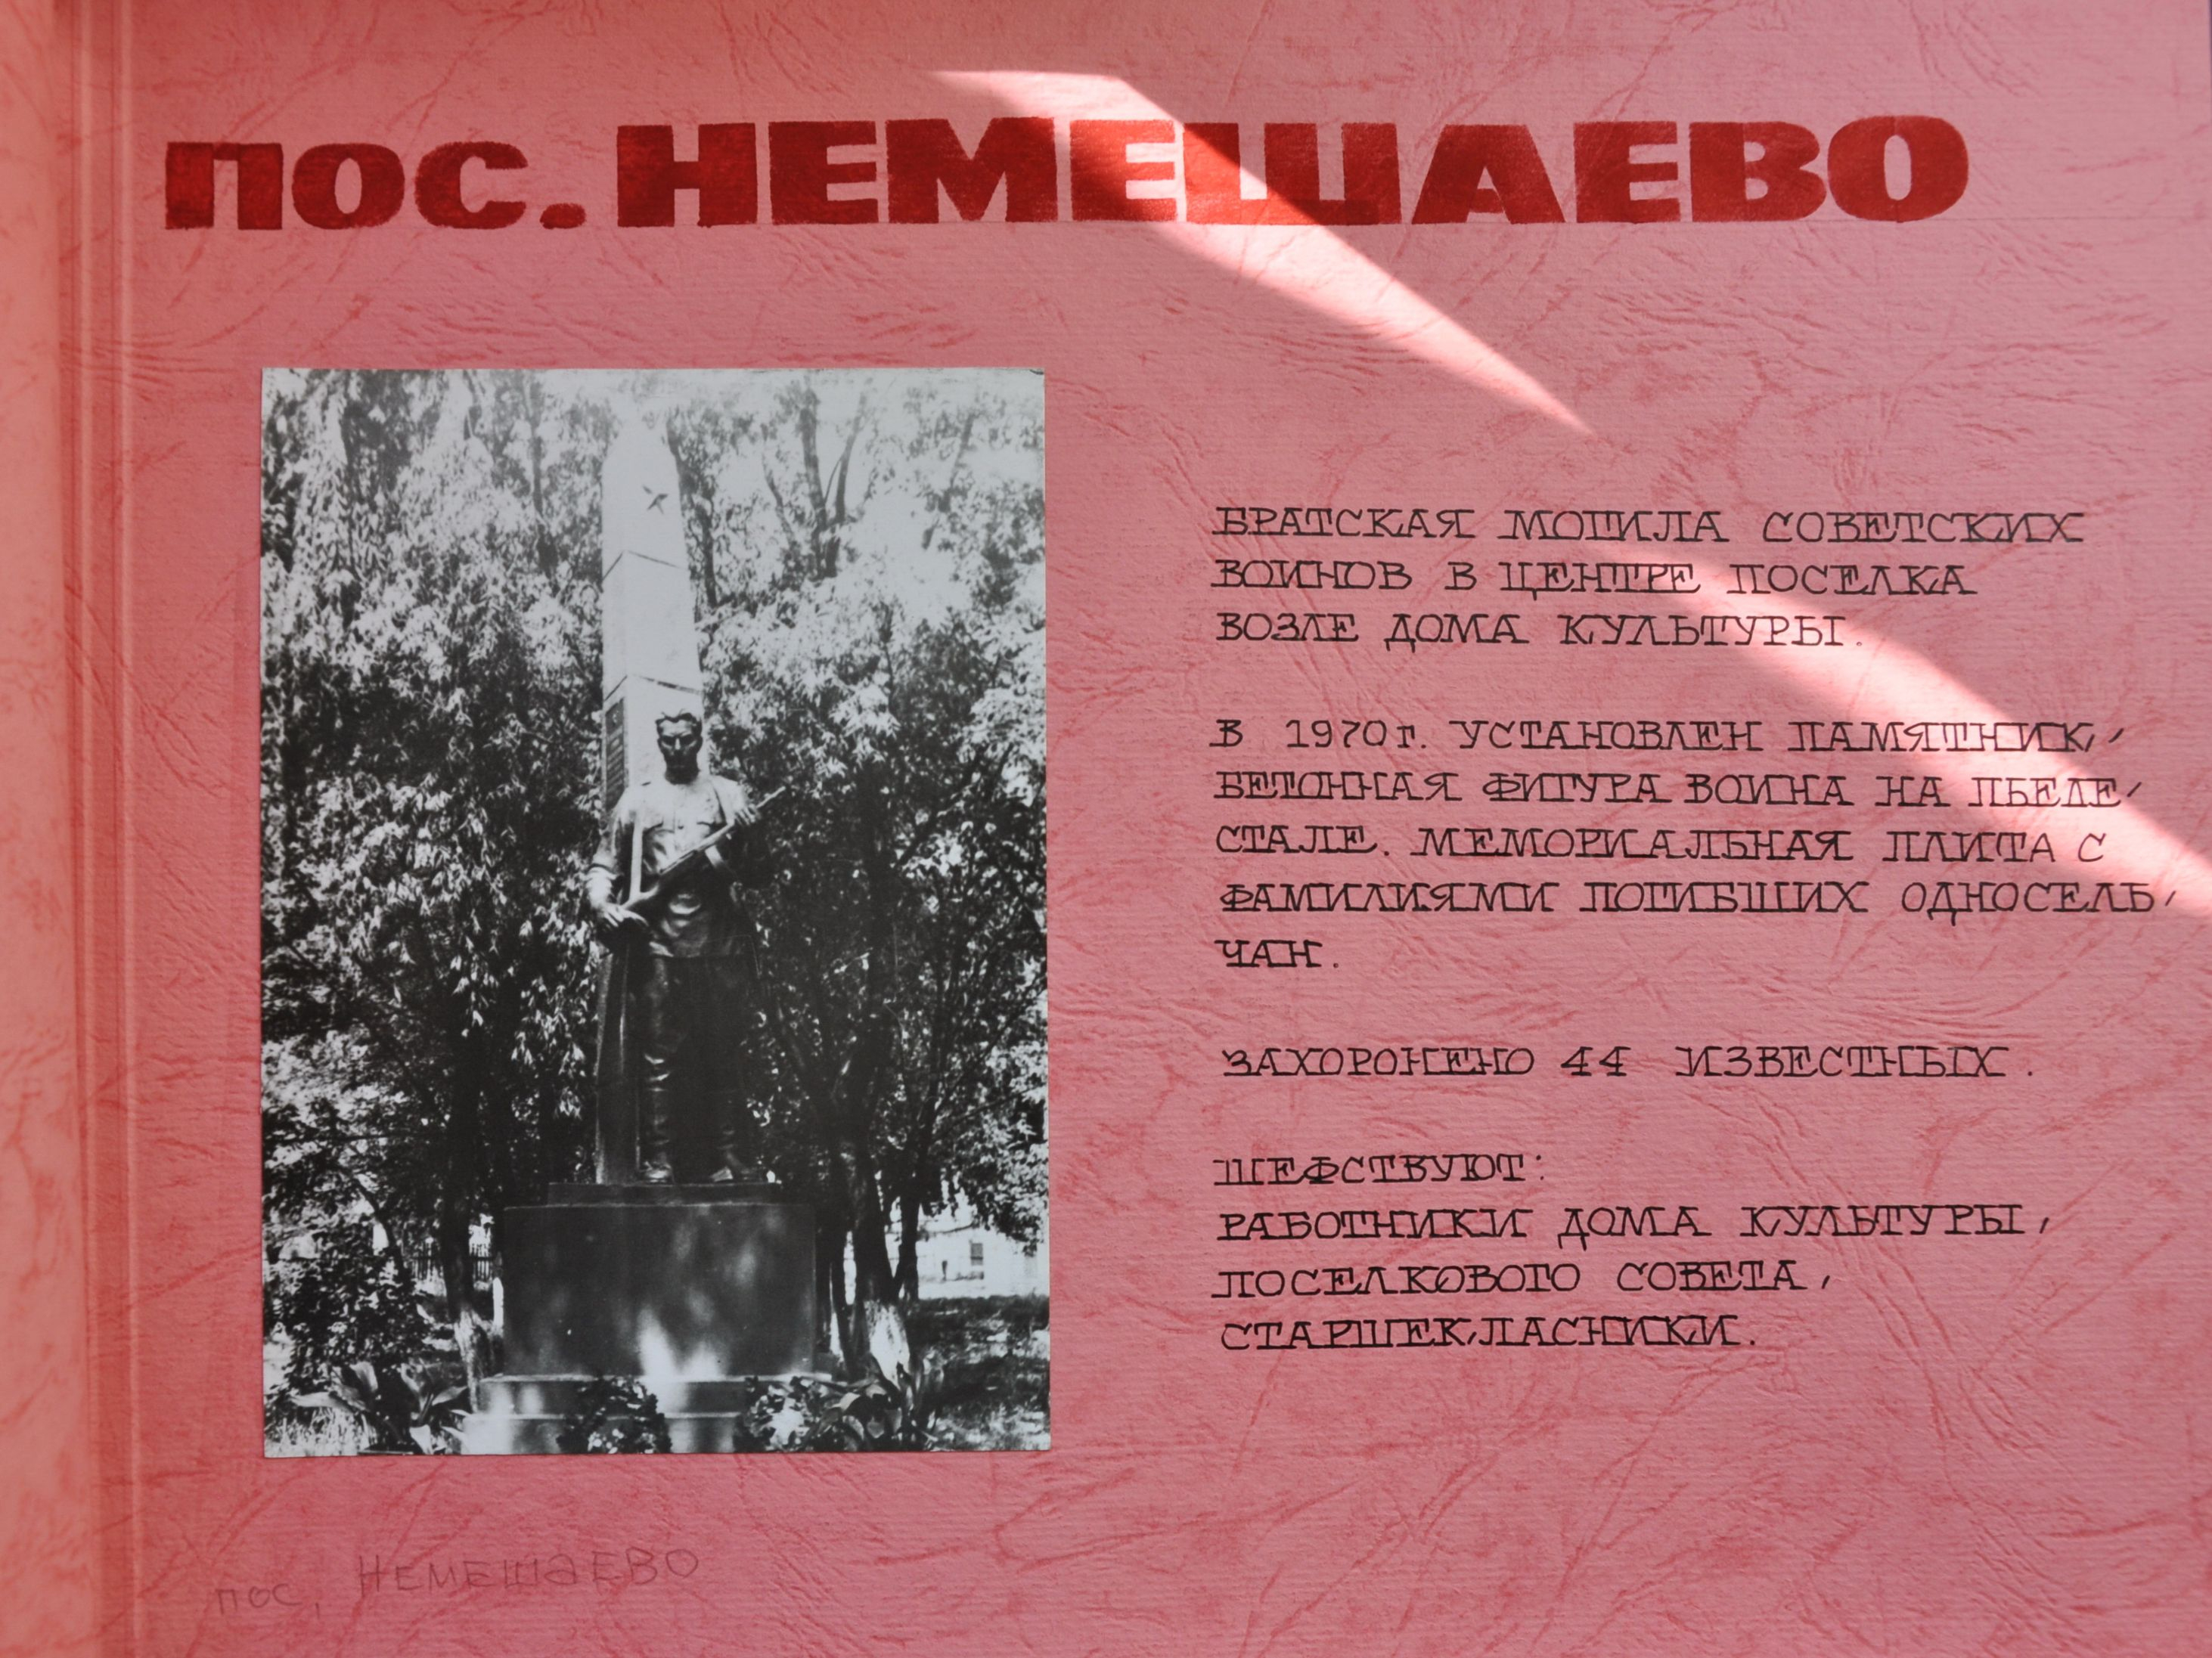 пос. НЕМЕШАЕВО
БРАТСКАЯ МОГИЛА СОВЕТСКИХ
ВОИНОВ В ЦЕНТРЕ ПОСЕЛКА
ВОЗЛЕ ДОМА КУЛЬТУРЫ.
В 1970 г. УСТАНОВЛЕН ПАМЯТНИК,
БЕТОННАЯ ФИГУРА ВОИНА НА ПЬЕДЕ-
СТАЛЕ. МЕМОРИАЛЬНАЯ ПЛИТА С
ФАМИЛИЯМИ ПОГИБШИХ ОДНОСЕЛЬ-
ЧАН.
ЗАХОРОНЕНО 44 ИЗВЕСТНЫХ.
ШЕФСТВУЮТ:
РАБОТНИКИ ДОМА КУЛЬТУРЫ,
ПОСЕЛКОВОГО СОВЕТА,
СТАРШЕКЛАСНИКИ.
пос, НЕМЕШАЕВО